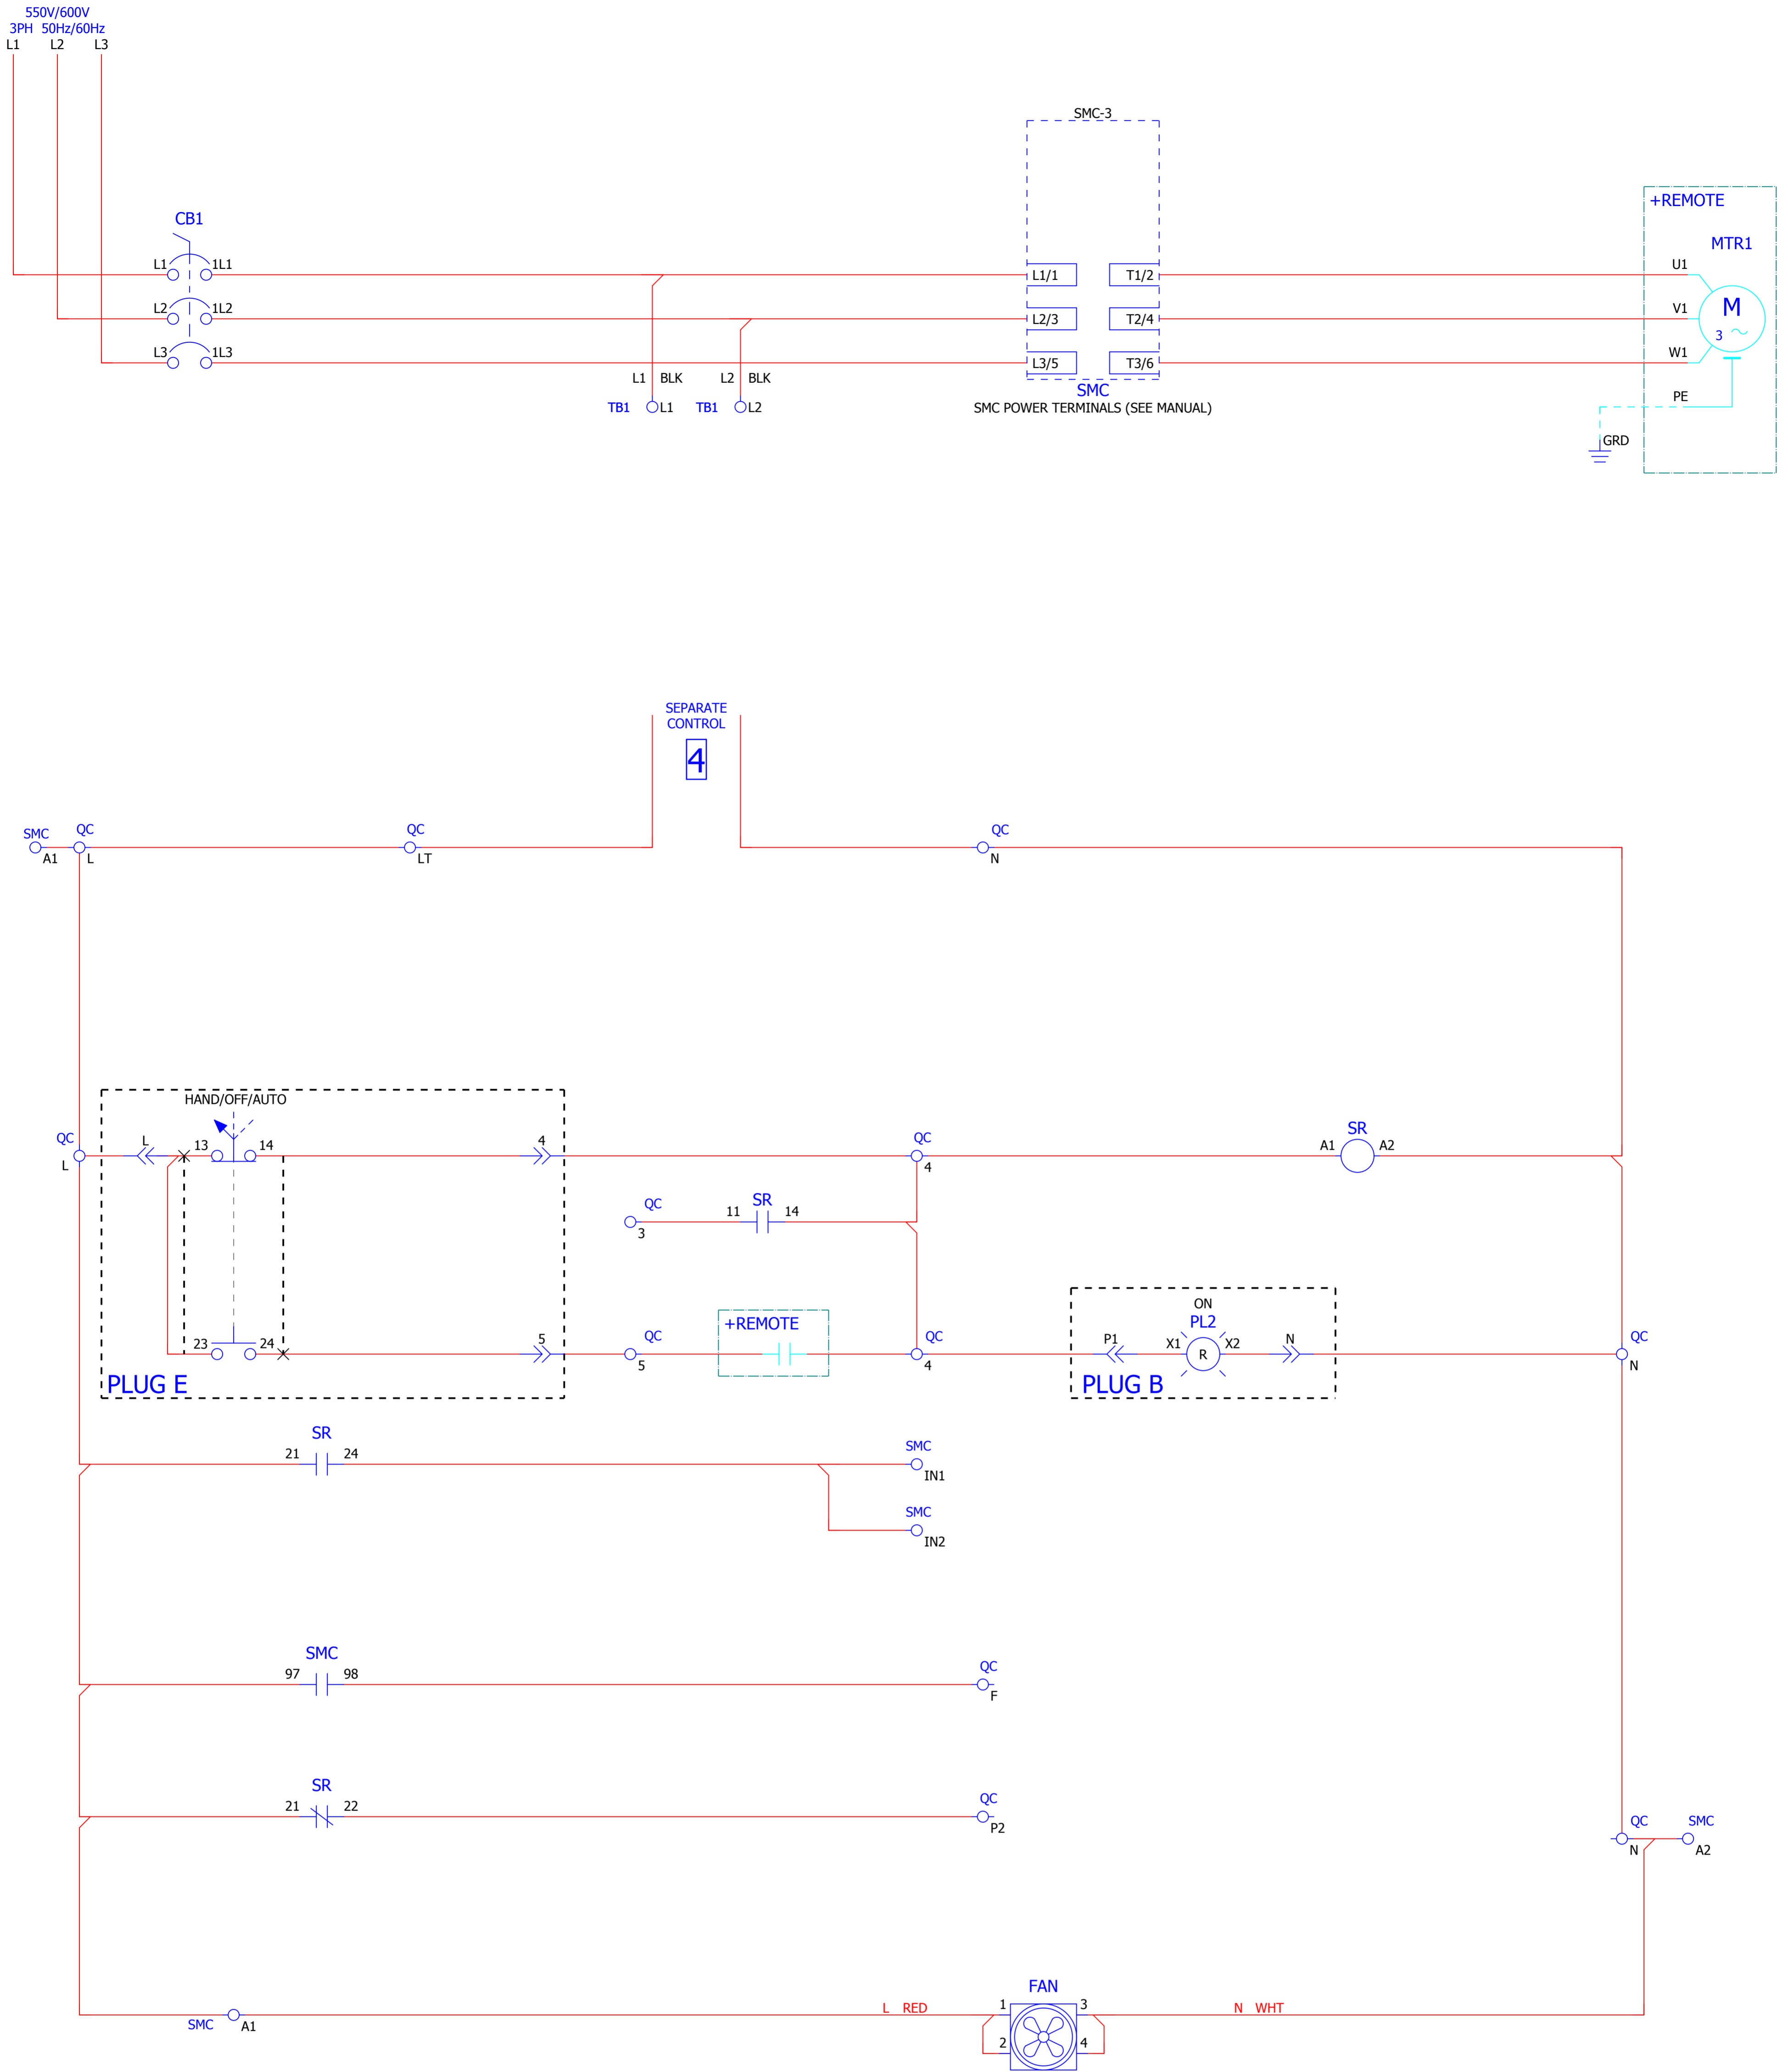 550V/600V
3PH 50Hz/60Hz
L1 L2 L3
SMC-3
+REMOTE
CB1
MTR1
L1 1L1 L1/1 T1/2 U1
L2 1L2 L2/3 T2/4 V1
M
3
L3 1L3 L3/5 T3/6 W1
L1 BLK L2 BLK
SMC
PE
TB1 L1 TB1 L2
SMC POWER TERMINALS (SEE MANUAL)
GRD
SEPARATE
CONTROL
4
SMC QC QC QC
A1 L LT N
HAND/OFF/AUTO
QC L 13 14 4 QC SR
A1 A2
L 4
QC SR
11 14
3
ON
+REMOTE PL2
23 24 5 QC QC P1 X1 R X2 N QC
5 4 N
PLUG E PLUG B
SR SMC
21 24
IN1
SMC
IN2
SMC QC
97 98
F
SR QC
21 22
P2
QC SMC
N A2
FAN
L RED 1 3 N WHT
SMC A1
2 4